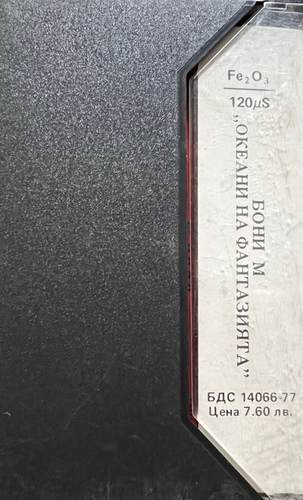 Fe₂O₃
120µS
БОНИ М
„ОКЕАНИ НА ФАНТАЗИЯТА”
БДС 14066-77
Цена 7.60 лв.